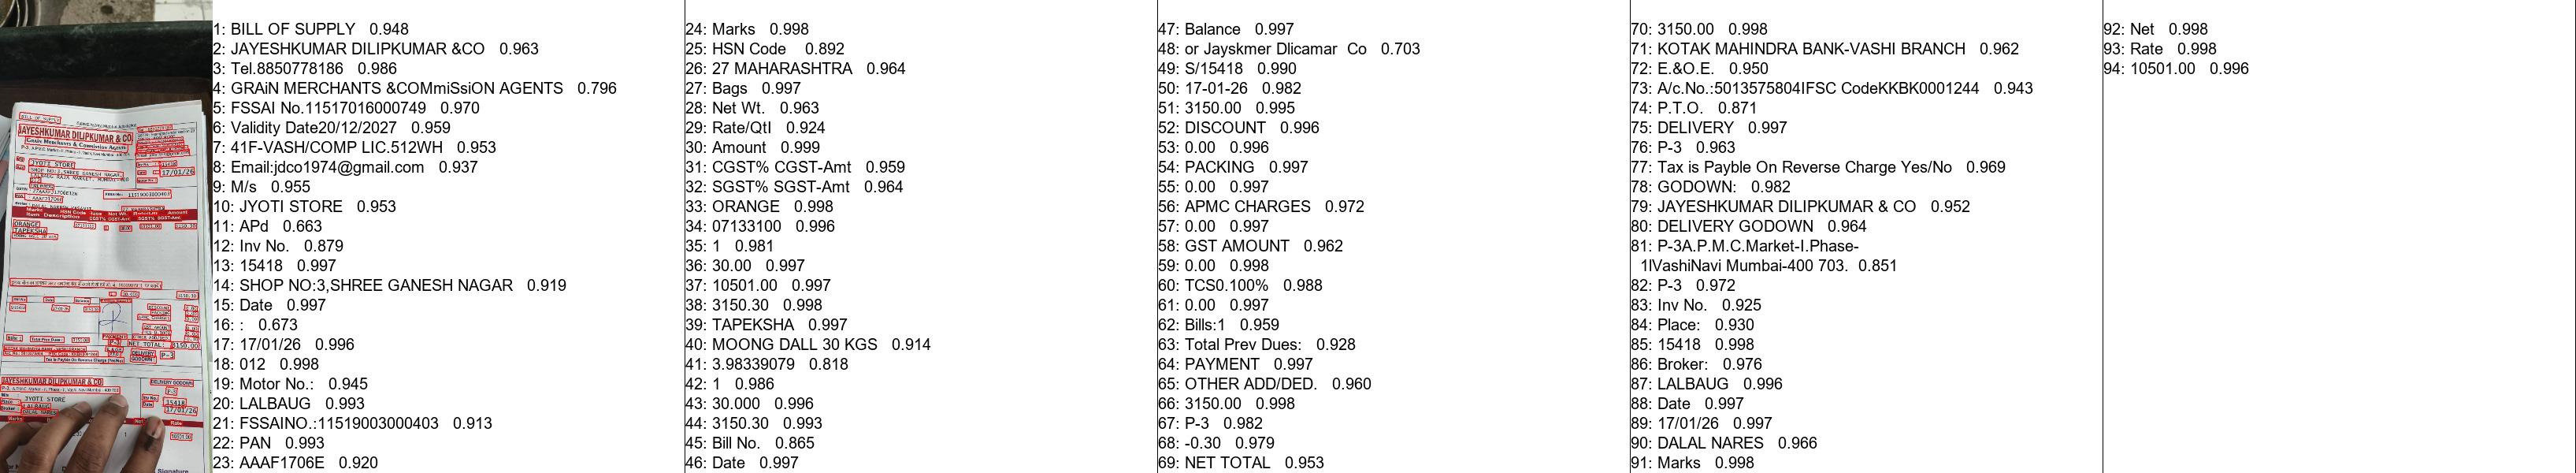 1: BILL OF SUPPLY 0.948
2: JAYESHKUMAR DILIPKUMAR &CO 0.963
3: Tel.8850778186 0.986
4: GRAiN MERCHANTS &COMmiSsiON AGENTS 0.796
5: FSSAI No.11517016000749 0.970
6: Validity Date20/12/2027 0.959
7: 41F-VASH/COMP LIC.512WH 0.953
8: Email:jdco1974@gmail.com 0.937
9: M/s 0.955
10: JYOTI STORE 0.953
11: APd 0.663
12: Inv No. 0.879
13: 15418 0.997
14: SHOP NO:3,SHREE GANESH NAGAR 0.919
15: Date 0.997
16: : 0.673
17: 17/01/26 0.996
18: 012 0.998
19: Motor No.: 0.945
20: LALBAUG 0.993
21: FSSAINO.:11519003000403 0.913
22: PAN 0.993
23: AAAF1706E 0.920
24: Marks 0.998
25: HSN Code 0.892
26: 27 MAHARASHTRA 0.964
27: Bags 0.997
28: Net Wt. 0.963
29: Rate/Qtl 0.924
30: Amount 0.999
31: CGST% CGST-Amt 0.959
32: SGST% SGST-Amt 0.964
33: ORANGE 0.998
34: 07133100 0.996
35: 1 0.981
36: 30.00 0.997
37: 10501.00 0.997
38: 3150.30 0.998
39: TAPEKSHA 0.997
40: MOONG DALL 30 KGS 0.914
41: 3.98339079 0.818
42: 1 0.986
43: 30.000 0.996
44: 3150.30 0.993
45: Bill No. 0.865
46: Date 0.997
47: Balance 0.997
48: or Jayskmer Dlicamar Co 0.703
49: S/15418 0.990
50: 17-01-26 0.982
51: 3150.00 0.995
52: DISCOUNT 0.996
53: 0.00 0.996
54: PACKING 0.997
55: 0.00 0.997
56: APMC CHARGES 0.972
57: 0.00 0.997
58: GST AMOUNT 0.962
59: 0.00 0.998
60: TCS0.100% 0.988
61: 0.00 0.997
62: Bills:1 0.959
63: Total Prev Dues: 0.928
64: PAYMENT 0.997
65: OTHER ADD/DED. 0.960
66: 3150.00 0.998
67: P-3 0.982
68: -0.30 0.979
69: NET TOTAL 0.953
70: 3150.00 0.998
71: KOTAK MAHINDRA BANK-VASHI BRANCH 0.962
72: E.&O.E. 0.950
73: A/c.No.:5013575804IFSC CodeKKBK0001244 0.943
74: P.T.O. 0.871
75: DELIVERY 0.997
76: P-3 0.963
77: Tax is Payble On Reverse Charge Yes/No 0.969
78: GODOWN: 0.982
79: JAYESHKUMAR DILIPKUMAR & CO 0.952
80: DELIVERY GODOWN 0.964
81: P-3A.P.M.C.Market-I.Phase-
1lVashiNavi Mumbai-400 703. 0.851
82: P-3 0.972
83: Inv No. 0.925
84: Place: 0.930
85: 15418 0.998
86: Broker: 0.976
87: LALBAUG 0.996
88: Date 0.997
89: 17/01/26 0.997
90: DALAL NARES 0.966
91: Marks 0.998
92: Net 0.998
93: Rate 0.998
94: 10501.00 0.996